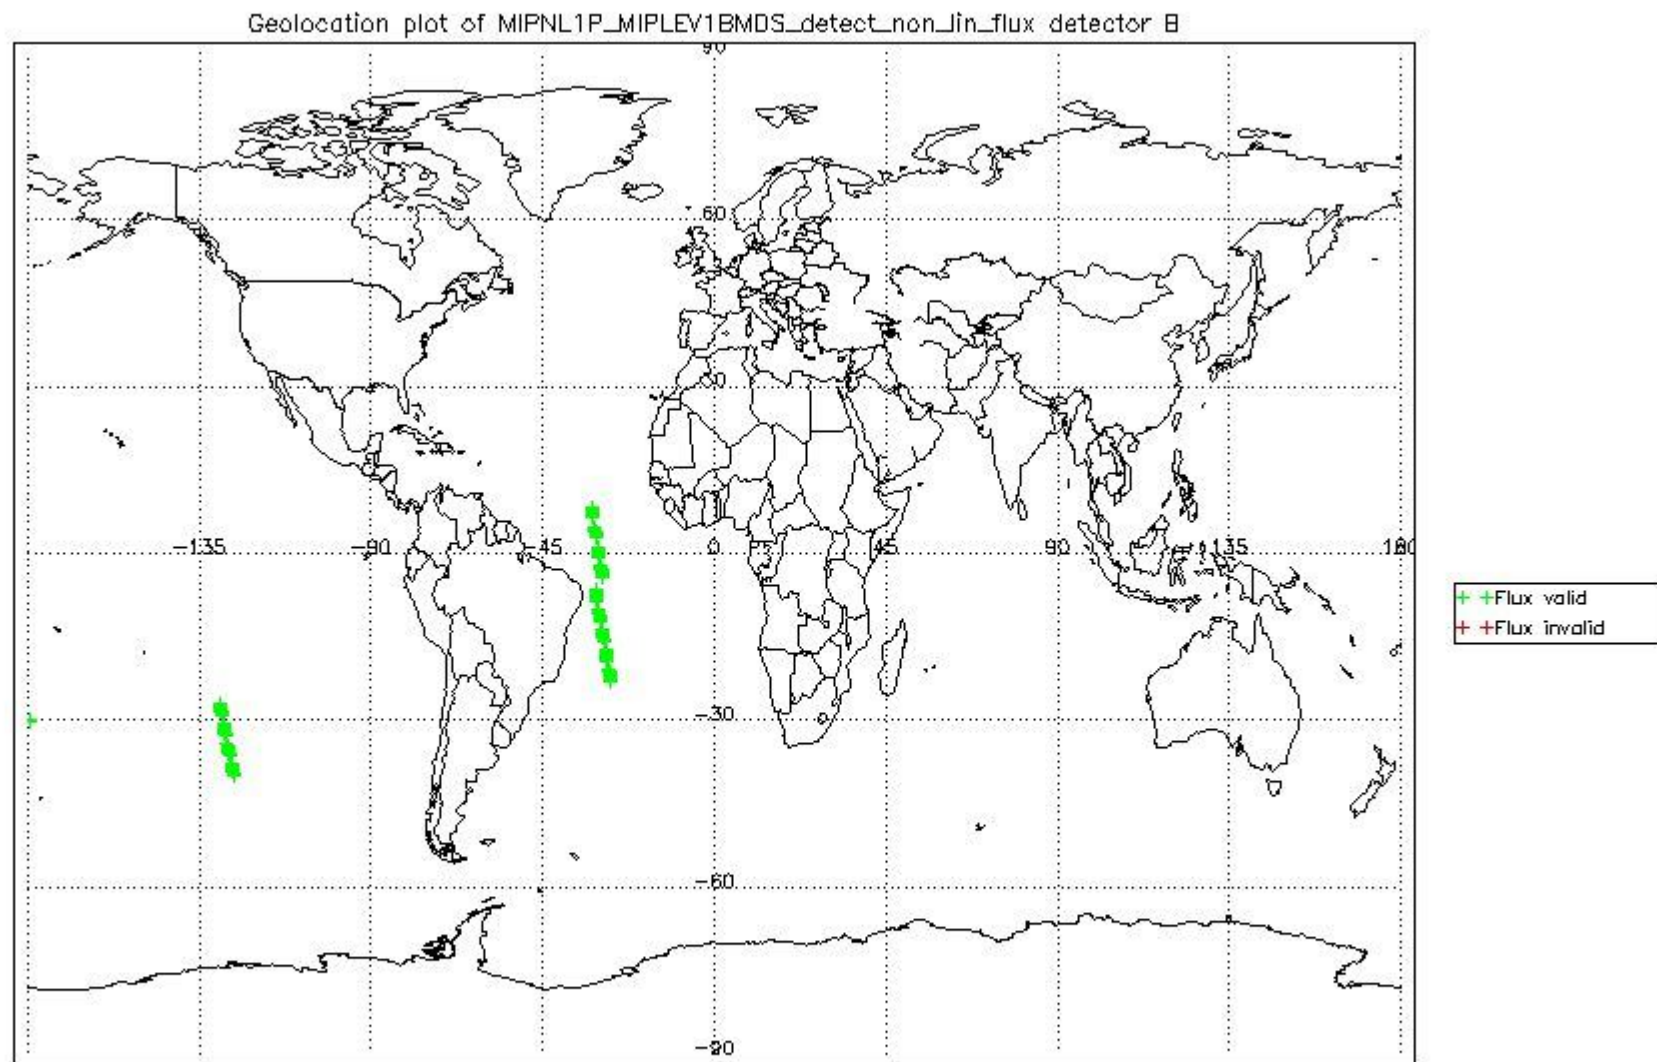 Geolocation plot of MIPNL1P_MIPLEV1BMDS_detect_non_lin_flux detector B
90
60
30
-135 -90 -45 0 45 90 135 180
+ +Flux valid
+ +Flux invalid
-30
-60
-90